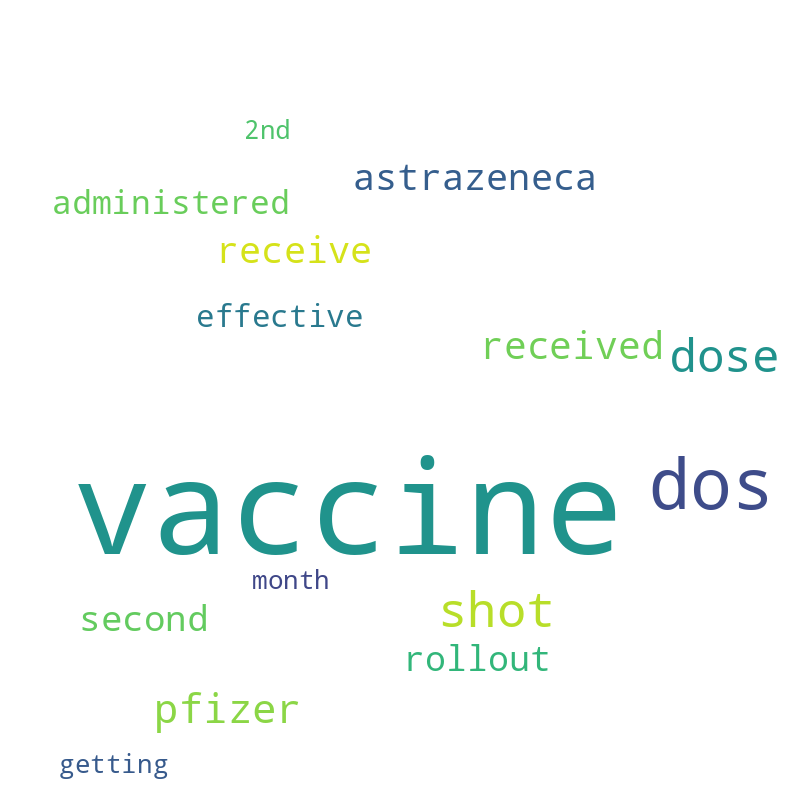 2nd
astrazeneca
administered
receive
effective
received
dose
vaccine
dos
month
shot
second
rollout
pfizer
getting